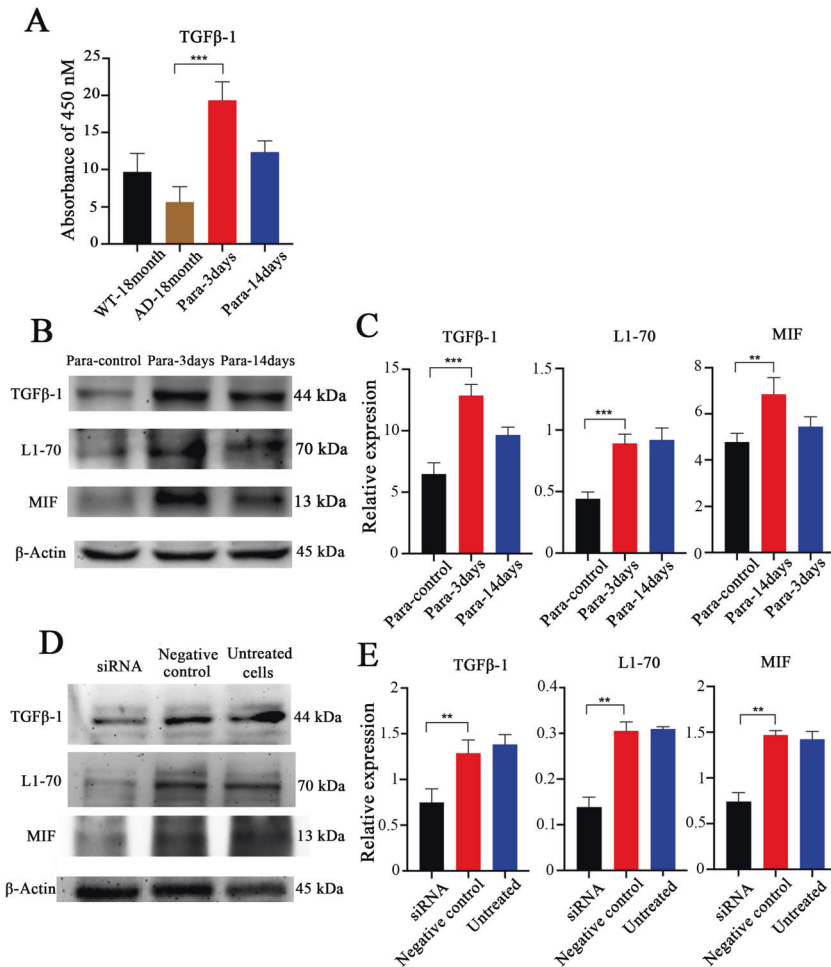 A
TGFβ-1
Absorbance of 450 nM
25
20
15
10
5
0
***
WT-18month
AD-18month
Para-3days
Para-14days
B
Para-control Para-3days Para-14days
TGFβ-1 44 kDa
L1-70 70 kDa
MIF 13 kDa
β-Actin 45 kDa
C
TGFβ-1
Relative expression
15
10
5
0
***
Para-control
Para-3days
Para-14days
L1-70
1.5
1
0.5
0
***
Para-control
Para-3days
Para-14days
MIF
8
6
4
2
0
**
Para-control
Para-14days
Para-3days
D
siRNA Negative control Untreated cells
TGFβ-1 44 kDa
L1-70 70 kDa
MIF 13 kDa
β-Actin 45 kDa
E
TGFβ-1
Relative expression
2
1.5
1
0.5
0
**
siRNA
Negative control
Untreated
L1-70
0.4
0.3
0.2
0.1
0
**
siRNA
Negative control
Untreated
MIF
2
1.5
1
0.5
0
**
siRNA
Negative control
Untreated